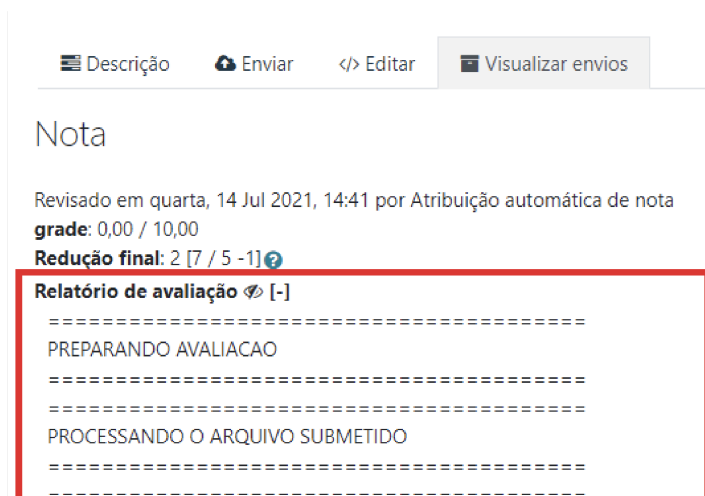 Descrição Enviar </> Editar Visualizar envios
Nota
Revisado em quarta, 14 Jul 2021, 14:41 por Atribuição automática de nota
grade: 0,00 / 10,00
Redução final: 2 [7 / 5 -1]
Relatório de avaliação [-]
========================================
PREPARANDO AVALIACAO
========================================
========================================
PROCESSANDO O ARQUIVO SUBMETIDO
========================================
========================================